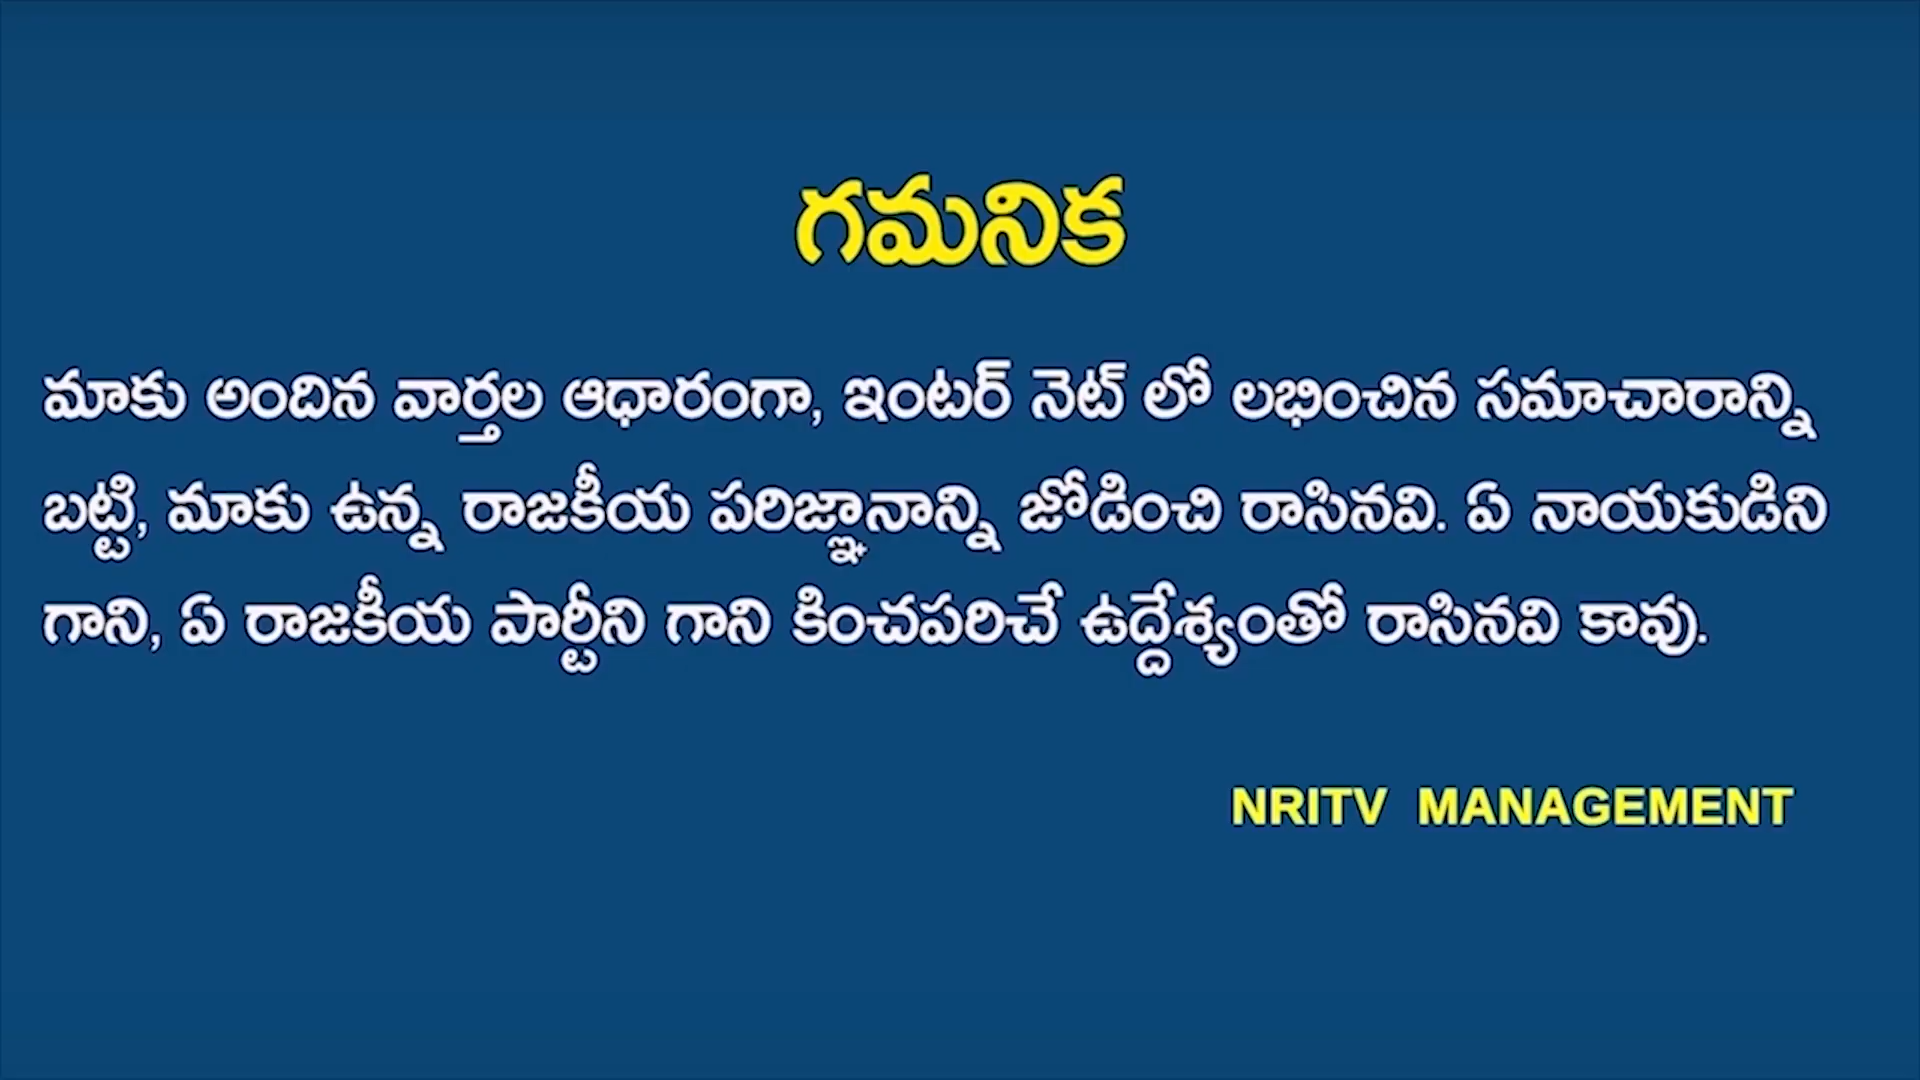 గమనిక
మాకు అందిన వార్తల ఆధారంగా, ఇంటర్ నెట్ లో లభించిన సమాచారాన్ని
బట్టి, మాకు ఉన్న రాజకీయ పరిజ్ఞానాన్ని జోడించి రాసినవి. ఏ నాయకుడిని
గాని, ఏ రాజకీయ పార్టీని గాని కించపరిచే ఉద్దేశ్యంతో రాసినవి కావు.
NRITV MANAGEMENT